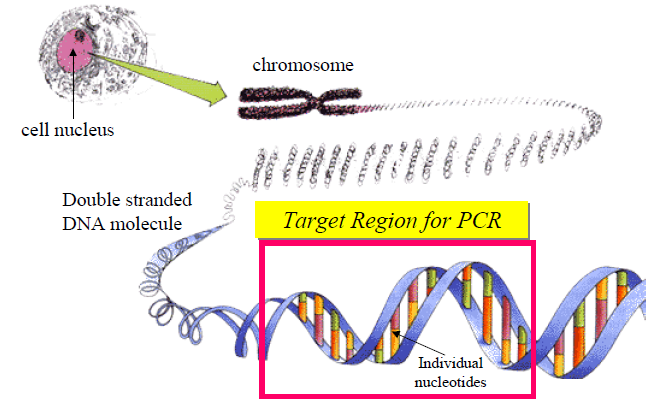 chromosome
cell nucleus
Double stranded
DNA molecule
Target Region for PCR
Individual
nucleotides